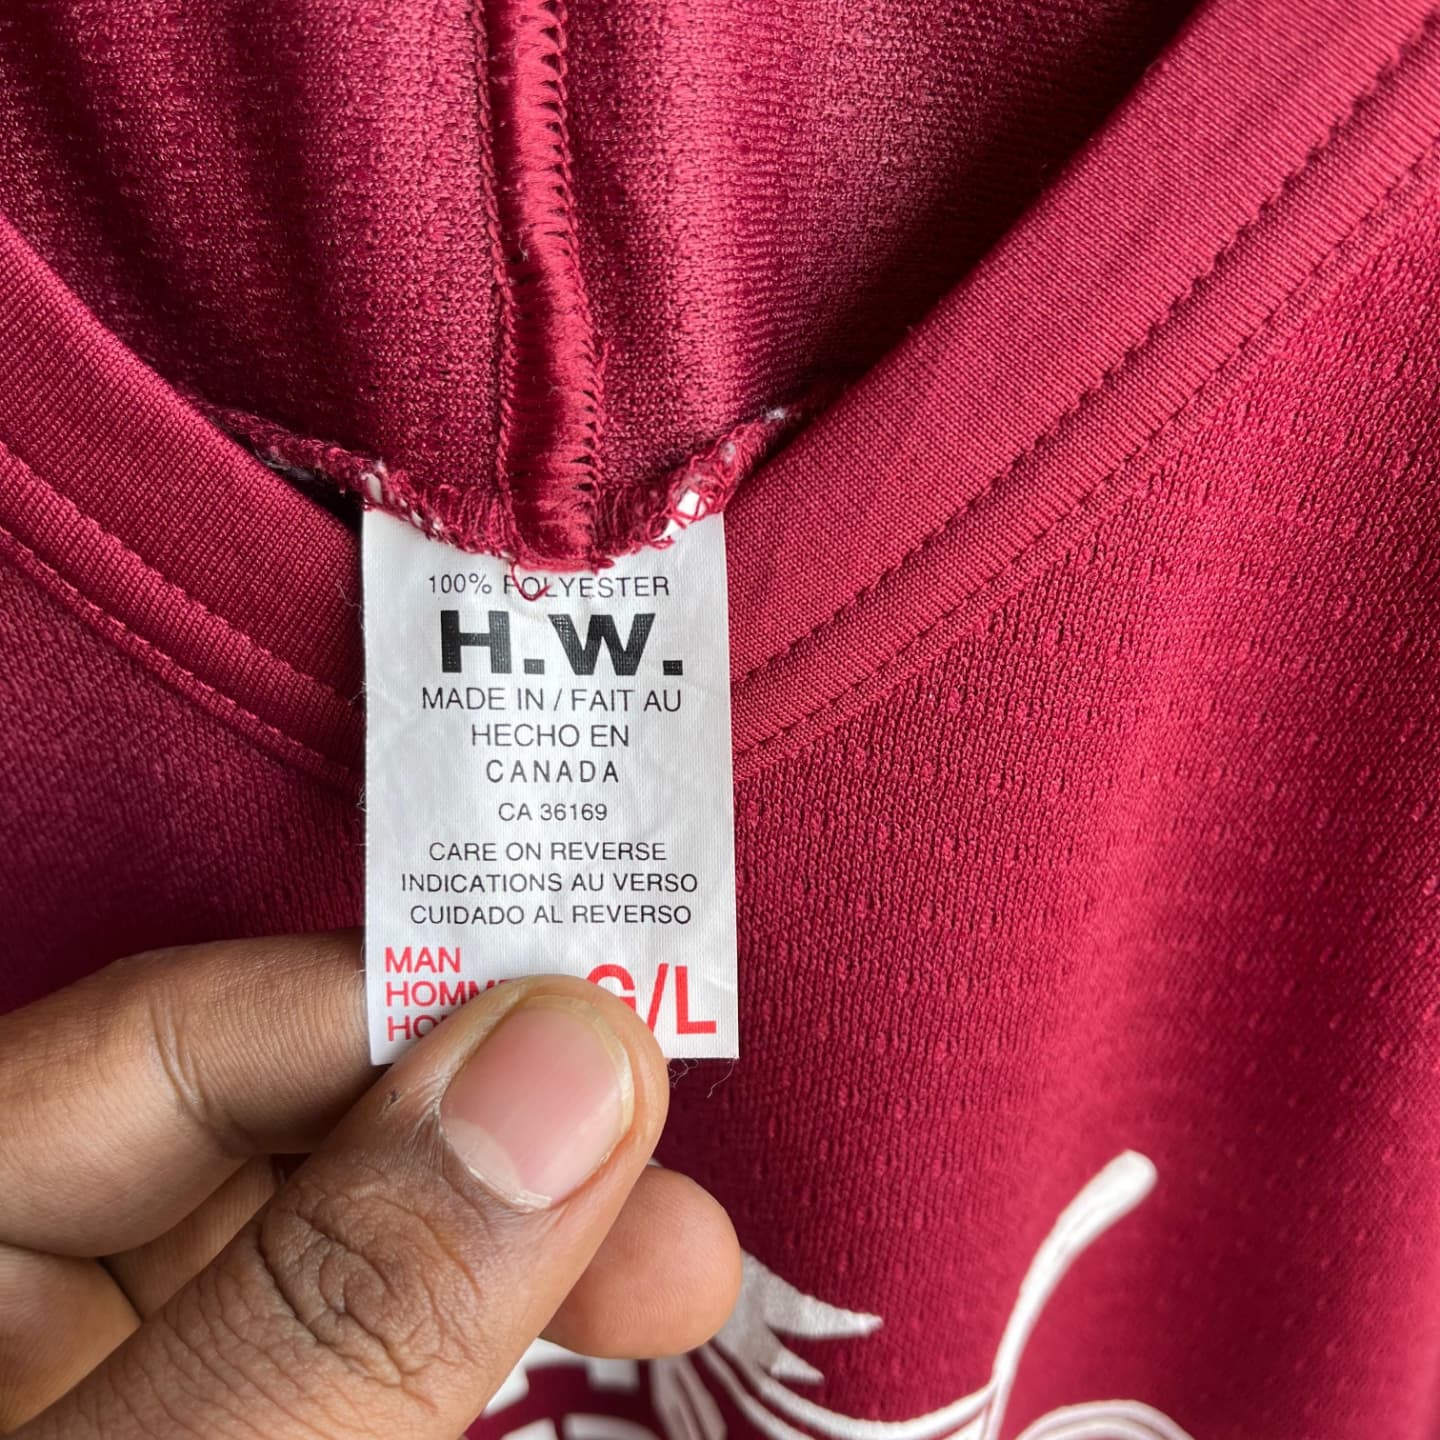 100% POLYESTER
H.W.
MADE IN / FAIT AU
HECHO EN
CANADA
CA 36169
CARE ON REVERSE
INDICATIONS AU VERSO
CUIDADO AL REVERSO
MAN
G/L